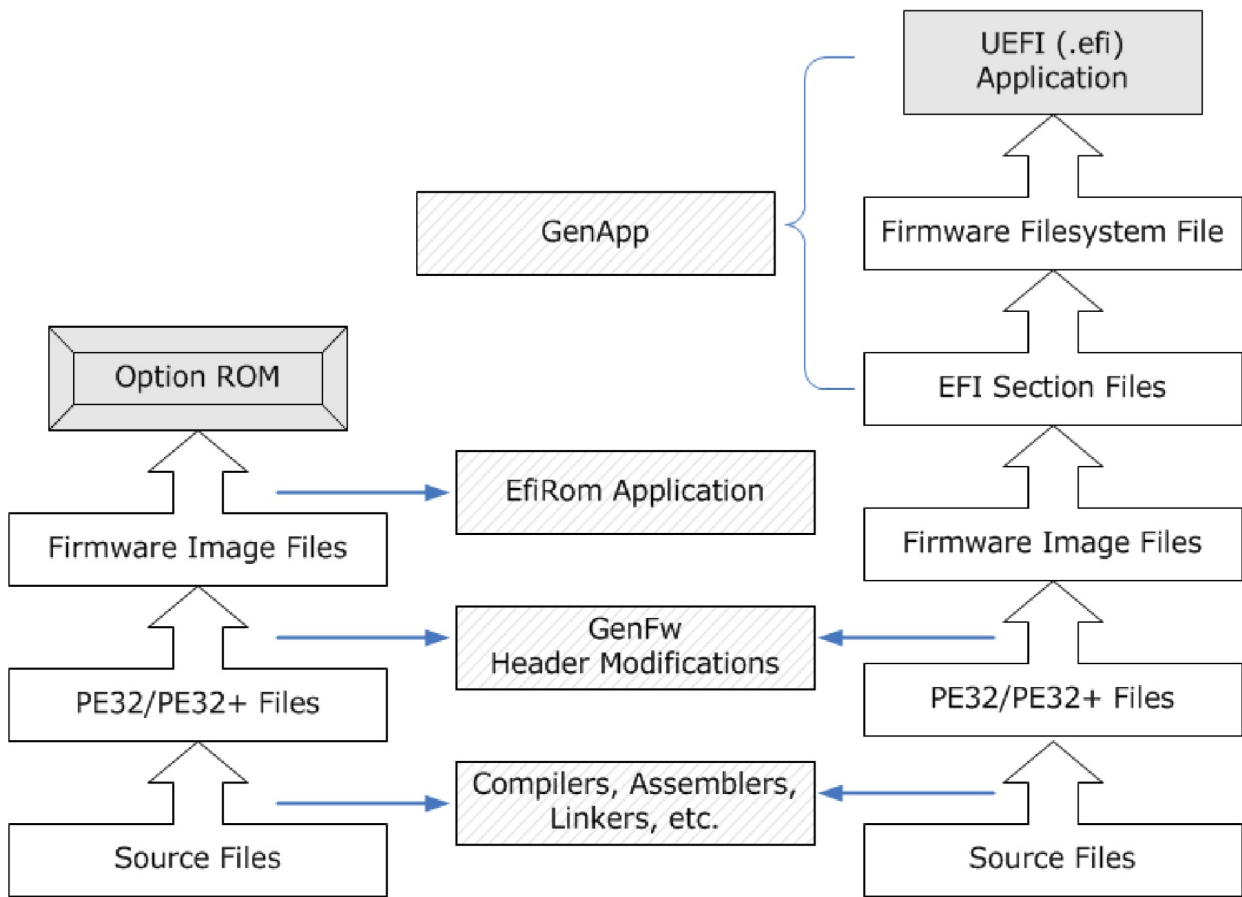 UEFI (.efi)
Application
GenApp
Firmware Filesystem File
Option ROM
EFI Section Files
EfiRom Application
Firmware Image Files
Firmware Image Files
GenFw
Header Modifications
PE32/PE32+ Files
PE32/PE32+ Files
Compilers, Assemblers,
Linkers, etc.
Source Files
Source Files